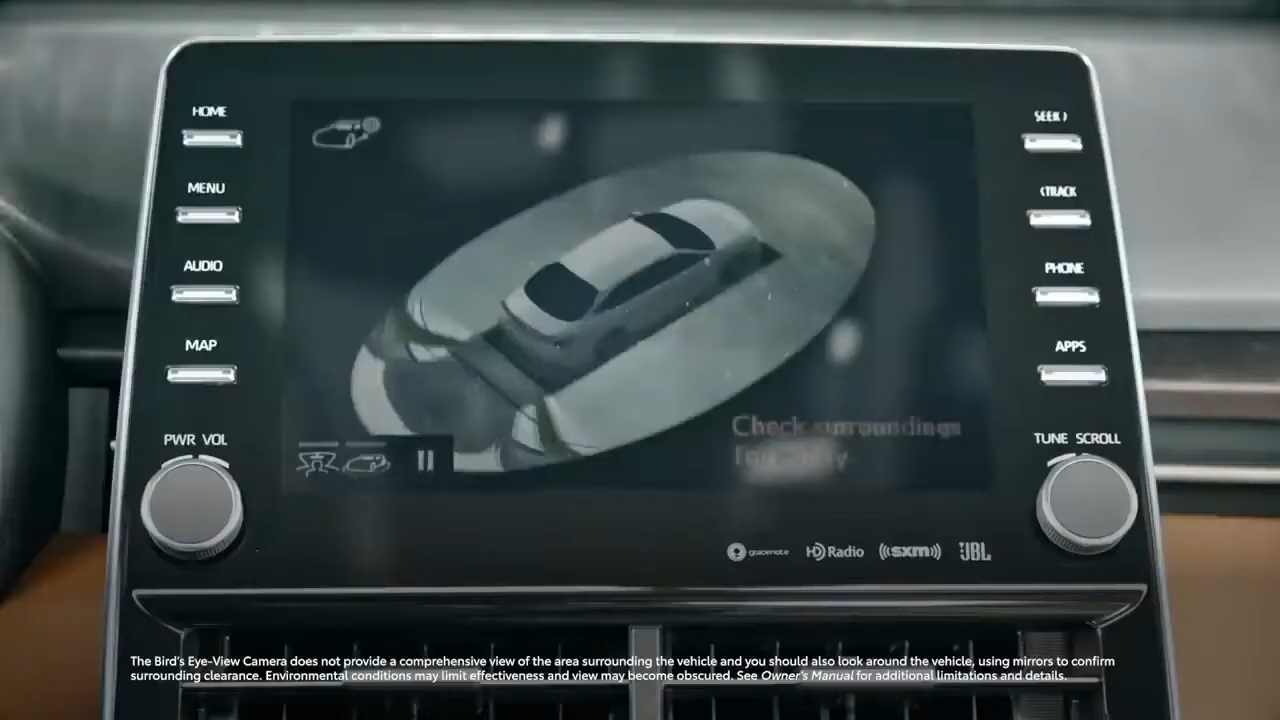 HOME
SEEK >
MENU
< TRACK
AUDIO
PHONE
MAP
APPS
PWR VOL
Check surroundings
TUNE SCROLL
gracenote HD Radio ((SXM)) JBL
The Bird's Eye-View Camera does not provide a comprehensive view of the area surrounding the vehicle and you should also look around the vehicle, using mirrors to confirm
surrounding clearance. Environmental conditions may limit effectiveness and view may become obscured. See Owner's Manual for additional limitations and details.